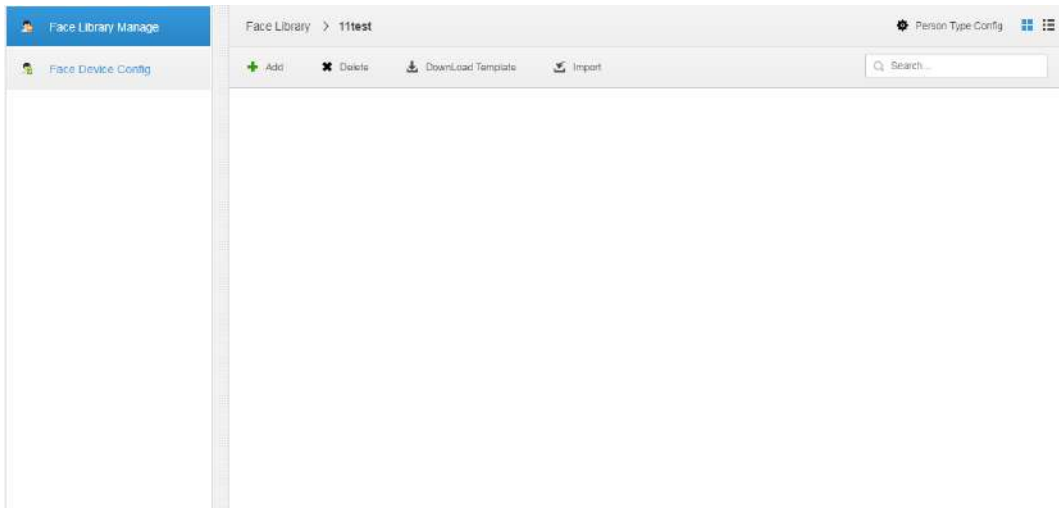 Face Library Manage
Face Device Config
Face Library > 11test
Person Type Config
Add Delete DownLoad Template Import
Search...